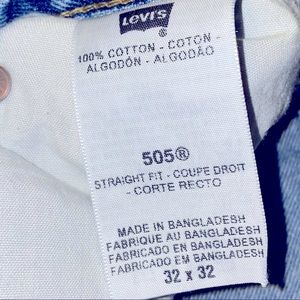 Levi's
®
100% COTTON - COTON -
ALGODÓN - ALGODÃO
505®
STRAIGHT FIT - COUPE DROIT
- CORTE RECTO
MADE IN BANGLADESH
FABRIQUE AU BANGLADESH
FABRICADO EN BANGLADESH
FABRICADO EM BANGLADESH
32 x 32